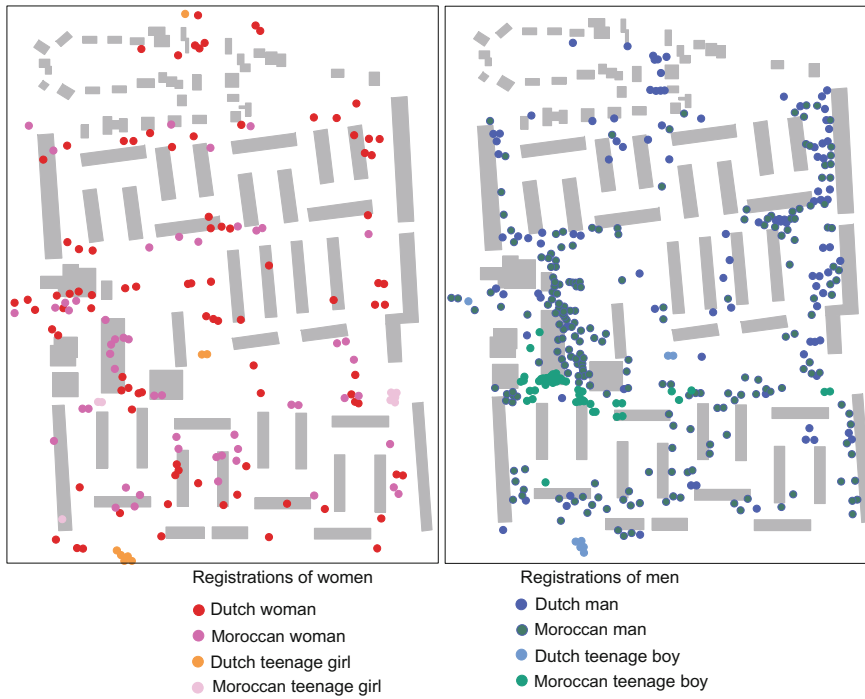 Registrations of women
Dutch woman
Moroccan woman
Dutch teenage girl
Moroccan teenage girl
Registrations of men
Dutch man
Moroccan man
Dutch teenage boy
Moroccan teenage boy